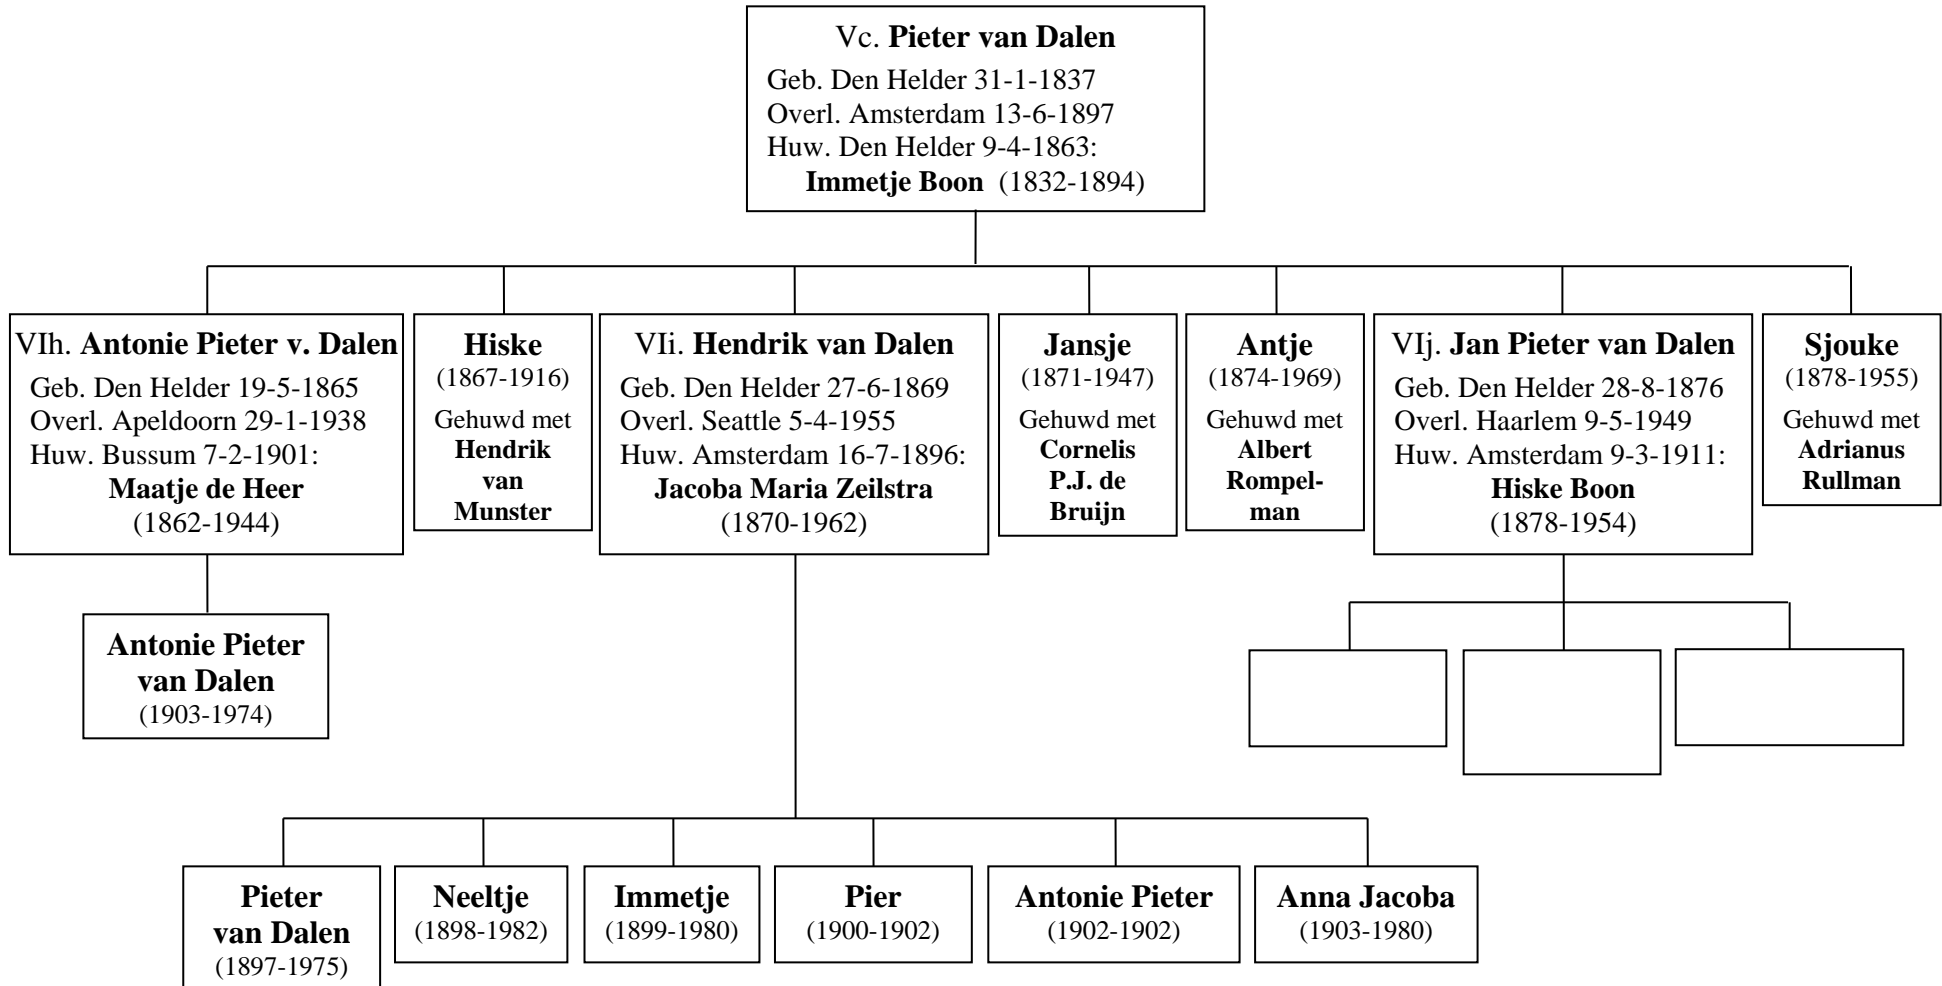 Vc. Pieter van Dalen
Geb. Den Helder 31-1-1837
Overl. Amsterdam 13-6-1897
Huw. Den Helder 9-4-1863:
Immetje Boon (1832-1894)
VIh. Antonie Pieter v. Dalen
Geb. Den Helder 19-5-1865
Overl. Apeldoorn 29-1-1938
Huw. Bussum 7-2-1901:
Maatje de Heer
(1862-1944)
Hiske
(1867-1916)
Gehuwd met
Hendrik
van
Munster
VIi. Hendrik van Dalen
Geb. Den Helder 27-6-1869
Overl. Seattle 5-4-1955
Huw. Amsterdam 16-7-1896:
Jacoba Maria Zeilstra
(1870-1962)
Jansje
(1871-1947)
Gehuwd met
Cornelis
P.J. de
Bruijn
Antje
(1874-1969)
Gehuwd met
Albert
Rompel-
man
VIj. Jan Pieter van Dalen
Geb. Den Helder 28-8-1876
Overl. Haarlem 9-5-1949
Huw. Amsterdam 9-3-1911:
Hiske Boon
(1878-1954)
Sjouke
(1878-1955)
Gehuwd met
Adrianus
Rullman
Antonie Pieter
van Dalen
(1903-1974)
Pieter
van Dalen
(1897-1975)
Neeltje
(1898-1982)
Immetje
(1899-1980)
Pier
(1900-1902)
Antonie Pieter
(1902-1902)
Anna Jacoba
(1903-1980)